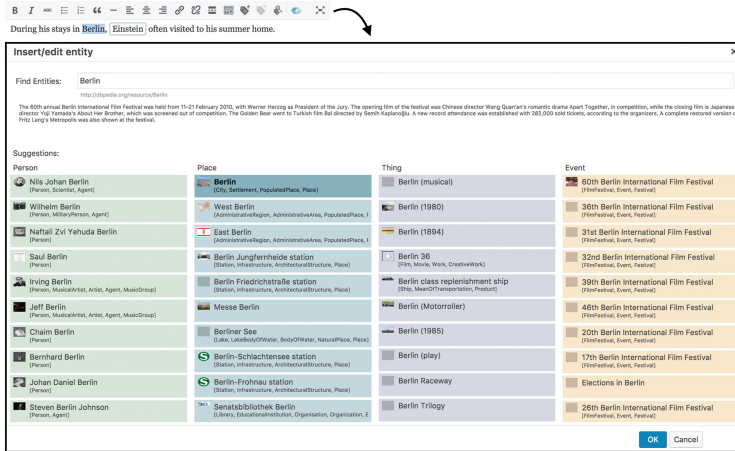 B I ABC
During his stays in Berlin, Einstein often visited to his summer home.
Insert/edit entity
Find Entities: Berlin
http://dbpedia.org/resource/Berlin
The 60th annual Berlin International Film Festival was held from 11–21 February 2010, with Werner Herzog as President of the Jury. The opening film of the festival was Chinese director Wang Quan'an's romantic drama Apart Together, in competition, while the closing film is Japanese
director Yoji Yamada's About Her Brother, which was screened out of competition. The Golden Bear went to Turkish film Bal directed by Semih Kaplanoğlu. A new record attendance was established with 282,000 sold tickets, according to the organizers. A complete restored version
Fritz Lang's Metropolis was also shown at the festival.
Suggestions:
Person
Nils Johan Berlin
[Person, Scientist, Agent]
Wilhelm Berlin
[Person, MilitaryPerson, Agent]
Naftali Zvi Yehuda Berlin
[Person]
Saul Berlin
[Person]
Irving Berlin
[Person, MusicalArtist, Artist, Agent, MusicGroup]
Jeff Berlin
[Person, MusicalArtist, Artist, Agent, MusicGroup]
Chaim Berlin
[Person]
Bernhard Berlin
[Person]
Johan Daniel Berlin
[Person]
Steven Berlin Johnson
[Person, Agent]
Place
Berlin
[City, Settlement, PopulatedPlace, Place]
West Berlin
[AdministrativeRegion, AdministrativeArea, PopulatedPlace, F
East Berlin
[AdministrativeRegion, AdministrativeArea, PopulatedPlace, F
Berlin Jungfernheide station
[Station, Infrastructure, ArchitecturalStructure, Place]
Berlin Friedrichstraße station
[Station, Infrastructure, ArchitecturalStructure, Place]
Messe Berlin
Berliner See
[Lake, LakeBodyOfWater, BodyOfWater, NaturalPlace, Place]
Berlin-Schlachtensee station
[Station, Infrastructure, ArchitecturalStructure, Place]
Berlin-Frohnau station
[Station, Infrastructure, ArchitecturalStructure, Place]
Senatsbibliothek Berlin
[Library, EducationalInstitution, Organisation, Organization, E
Thing
Berlin (musical)
Berlin (1980)
Berlin (1894)
Berlin 36
[Film, Movie, Work, CreativeWork]
Berlin class replenishment ship
[Ship, MeanOfTransportation, Product]
Berlin (Motorroller)
Berlin (1985)
Berlin (play)
Berlin Raceway
Berlin Trilogy
Event
60th Berlin International Film Festival
[FilmFestival, Event, Festival]
36th Berlin International Film Festival
[FilmFestival, Event, Festival]
31st Berlin International Film Festival
[FilmFestival, Event, Festival]
32nd Berlin International Film Festival
[FilmFestival, Event, Festival]
39th Berlin International Film Festival
[FilmFestival, Event, Festival]
46th Berlin International Film Festival
[FilmFestival, Event, Festival]
20th Berlin International Film Festival
[FilmFestival, Event, Festival]
17th Berlin International Film Festival
[FilmFestival, Event, Festival]
Elections in Berlin
26th Berlin International Film Festival
[FilmFestival, Event, Festival]
OK Cancel